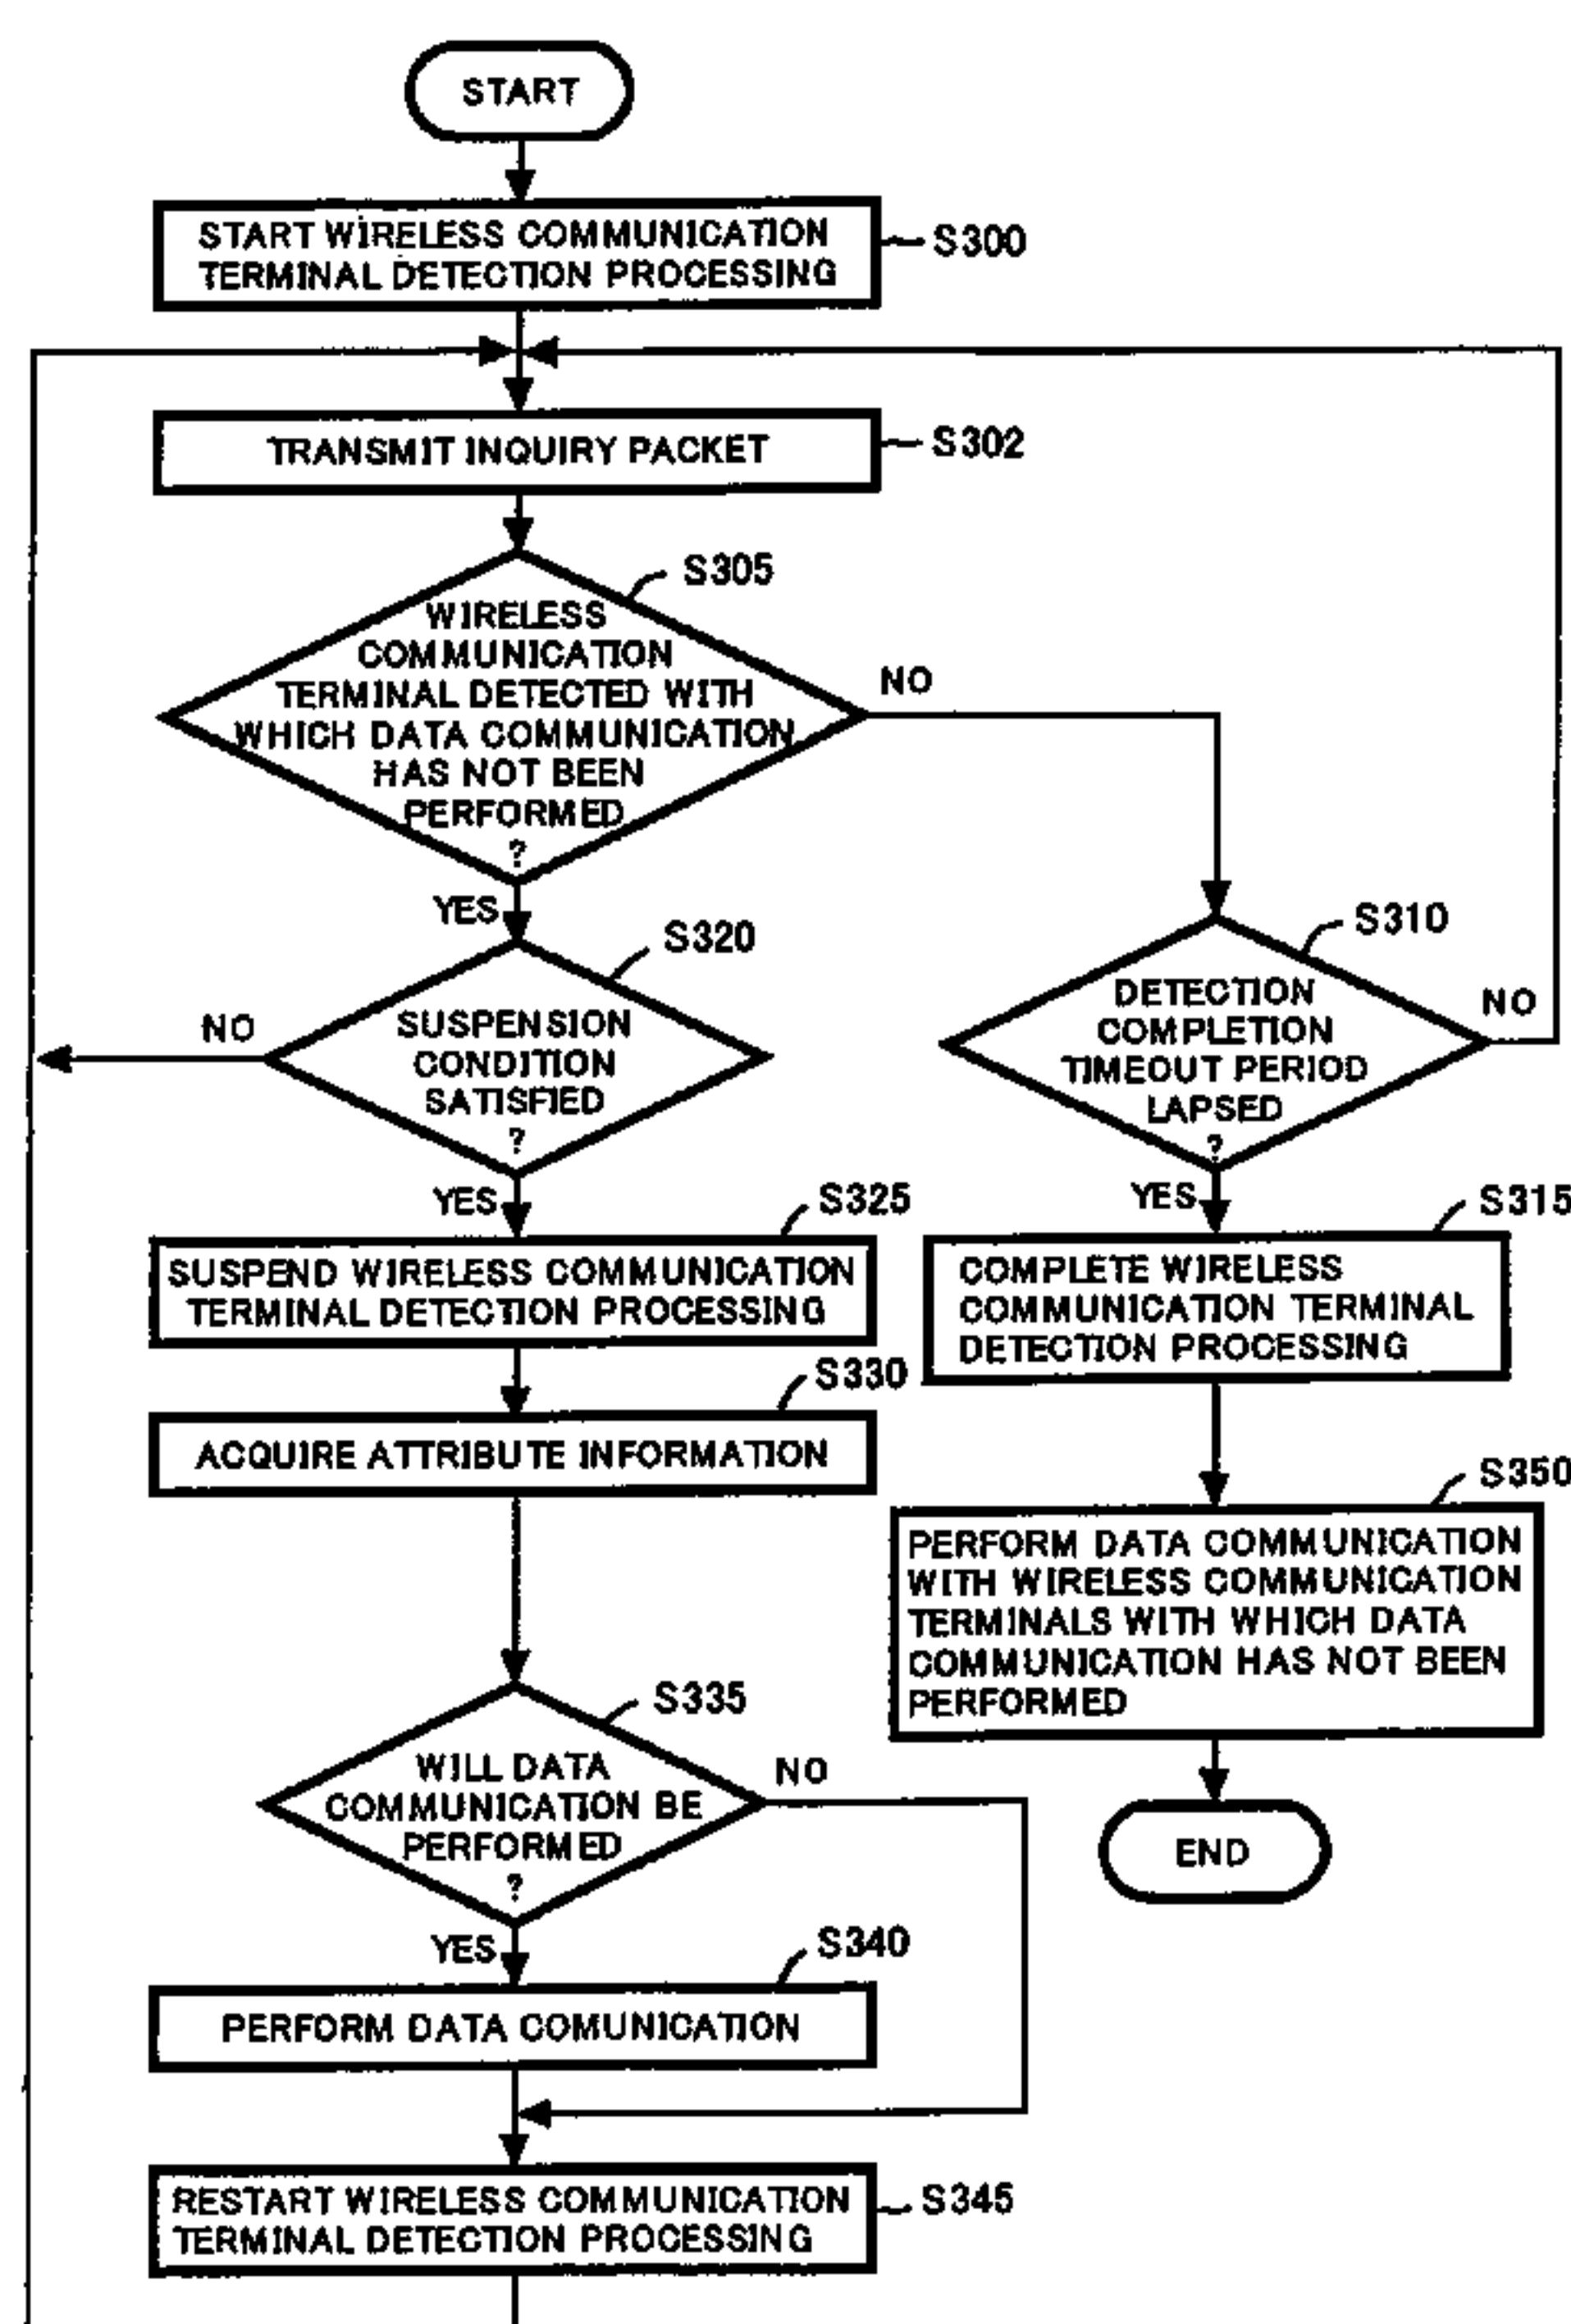 START
START WIRELESS COMMUNICATION
TERMINAL DETECTION PROCESSING
S300
TRANSMIT INQUIRY PACKET
S302
S305
WIRELESS
COMMUNICATION
TERMINAL DETECTED WITH
WHICH DATA COMMUNICATION
HAS NOT BEEN
PERFORMED
?
NO
YES
S320
SUSPENSION
CONDITION
SATISFIED
?
NO
YES
S310
DETECTION
COMPLETION
TIMEOUT PERIOD
LAPSED
?
NO
YES
S325
SUSPEND WIRELESS COMMUNICATION
TERMINAL DETECTION PROCESSING
S315
COMPLETE WIRELESS
COMMUNICATION TERMINAL
DETECTION PROCESSING
S330
ACQUIRE ATTRIBUTE INFORMATION
S350
PERFORM DATA COMMUNICATION
WITH WIRELESS COMMUNICATION
TERMINALS WITH WHICH DATA
COMMUNICATION HAS NOT BEEN
PERFORMED
S335
WILL DATA
COMMUNICATION BE
PERFORMED
?
NO
YES
END
S340
PERFORM DATA COMUNICATION
RESTART WIRELESS COMMUNICATION
TERMINAL DETECTION PROCESSING
S345